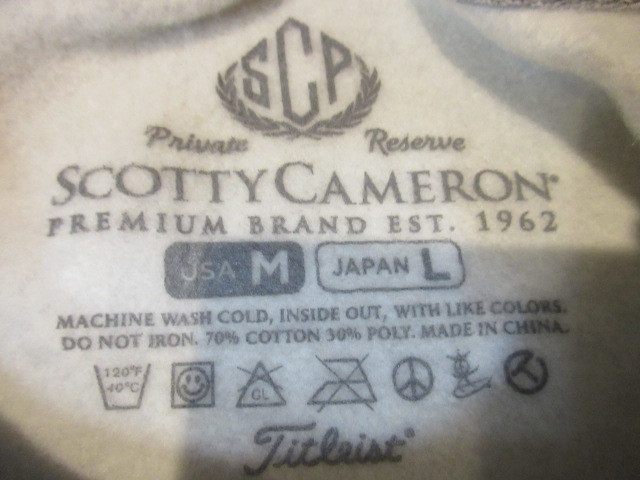 SCP
Private Reserve
SCOTTY CAMERON
PREMIUM BRAND EST. 1962
USA M JAPAN L
MACHINE WASH COLD, INSIDE OUT, WITH LIKE COLORS.
DO NOT IRON. 70% COTTON 30% POLY. MADE IN CHINA.
120°F
40°C
CL
Titleist